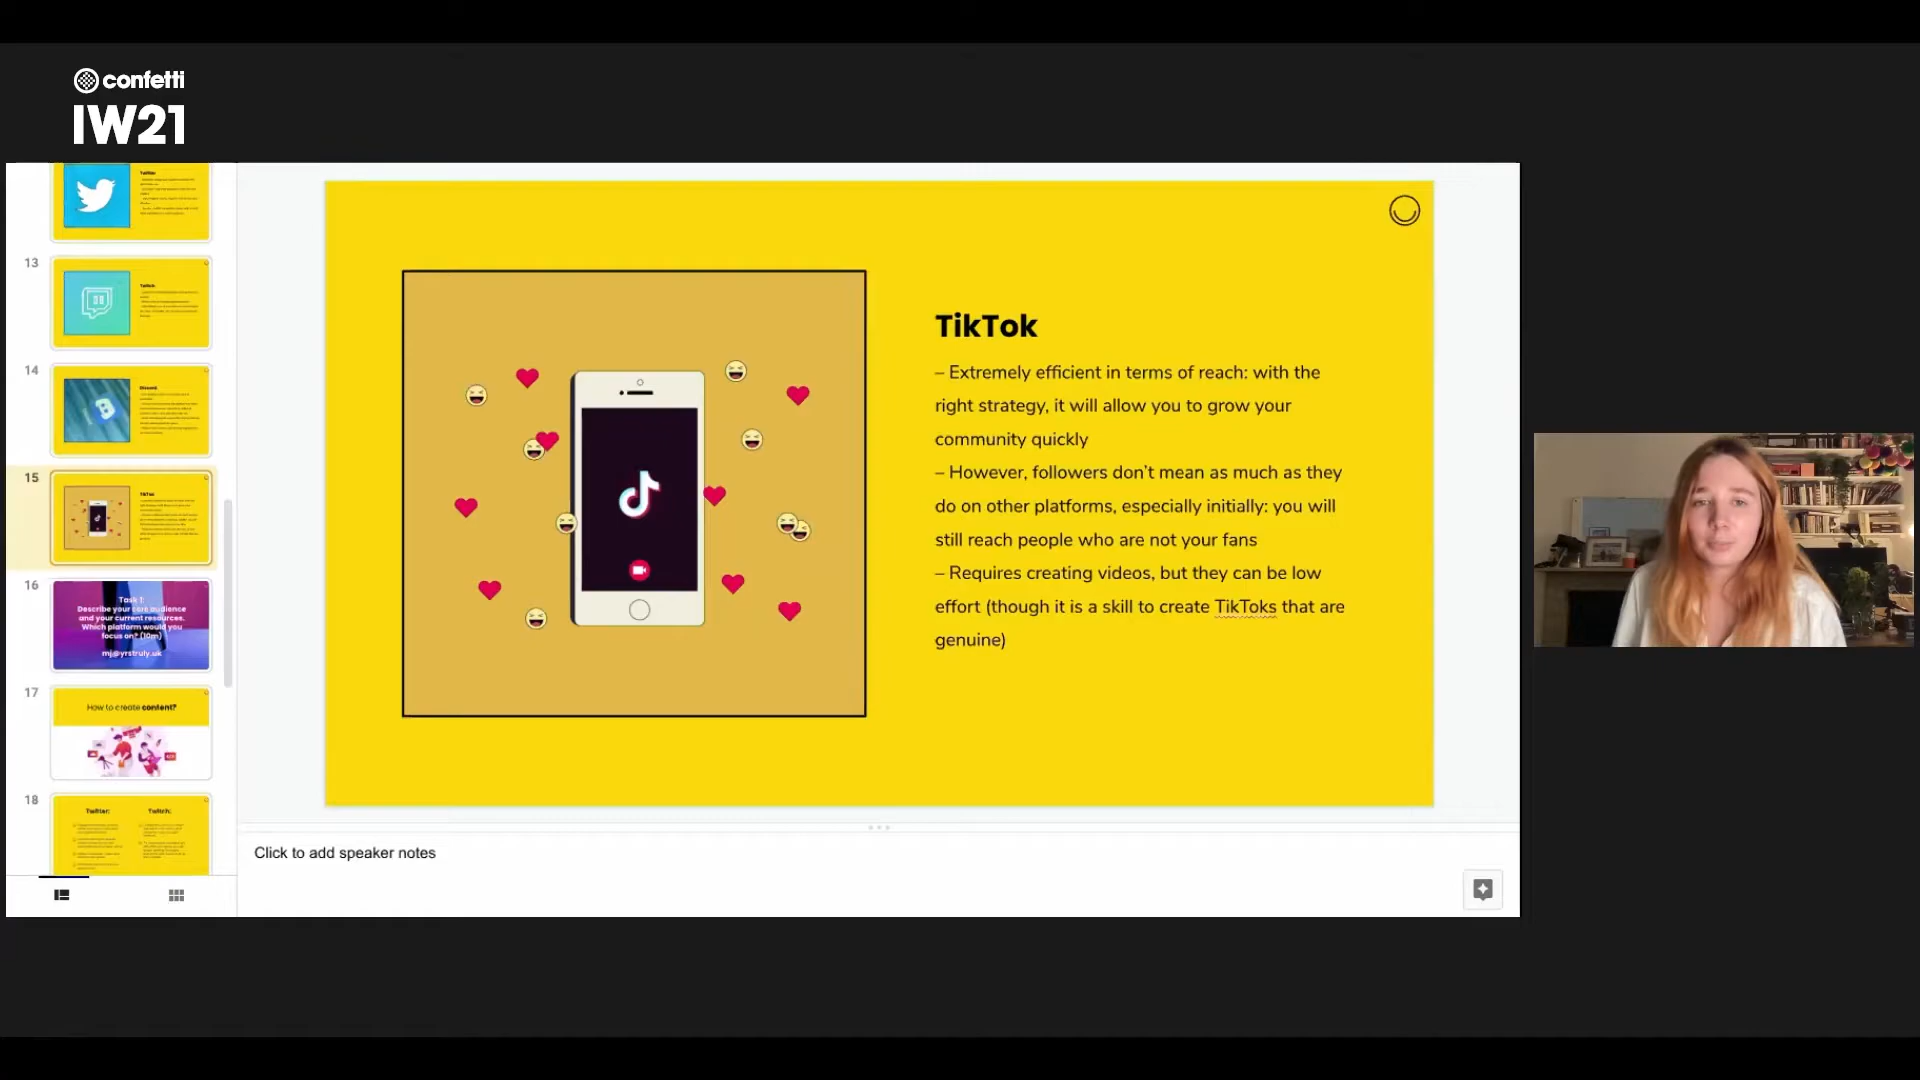 confetti
IW21
Twitter
13
Twitch
14
Discord
15
TikTok
16
Task 1:
Describe your core audience
and your current resources.
Which platform would you
focus on? (10m)
mj@yrstruly.uk
17
How to create content?
18
Twitter:
Twitch:
TikTok
– Extremely efficient in terms of reach: with the
right strategy, it will allow you to grow your
community quickly
– However, followers don’t mean as much as they
do on other platforms, especially initially: you will
still reach people who are not your fans
– Requires creating videos, but they can be low
effort (though it is a skill to create TikToks that are
genuine)
Click to add speaker notes